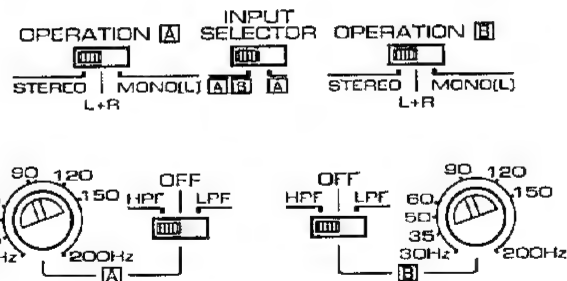 OPERATION A
INPUT SELECTOR
OPERATION B
STEREO L+R MONO(L)
A B A
STEREO L+R MONO(L)
90 120 150 200Hz
HPF OFF LPF
A
HPF OFF LPF
30Hz 35 50 60 90 120 150 200Hz
B